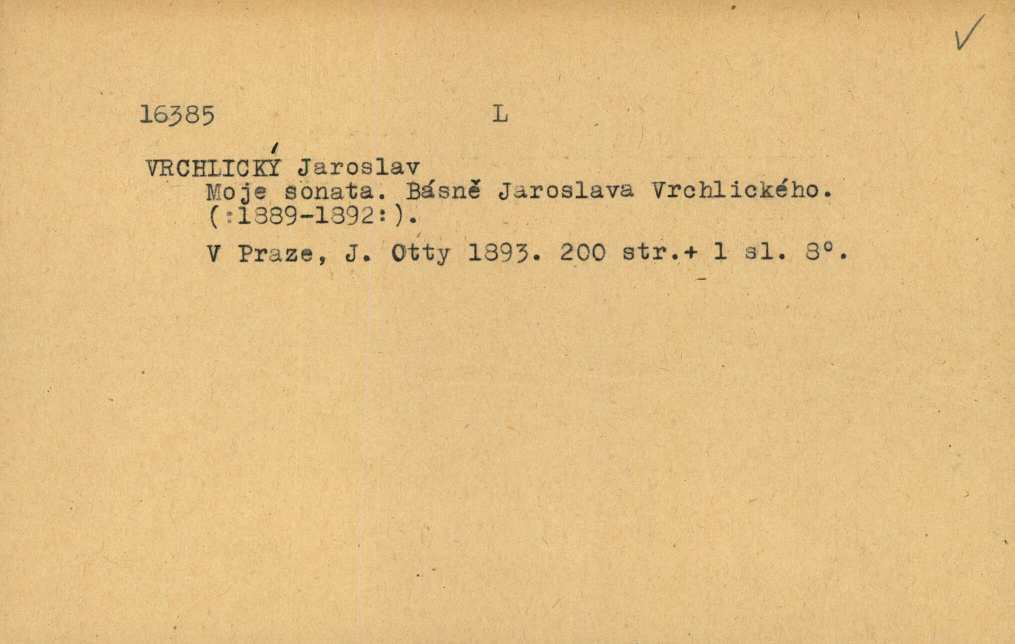 16385 L
VRCHLICKÝ Jaroslav
Moje sonata. Básně Jaroslava Vrchlického.
(:1889-1892:).
V Praze, J. Otty 1893. 200 str.+ 1 sl. 8°.